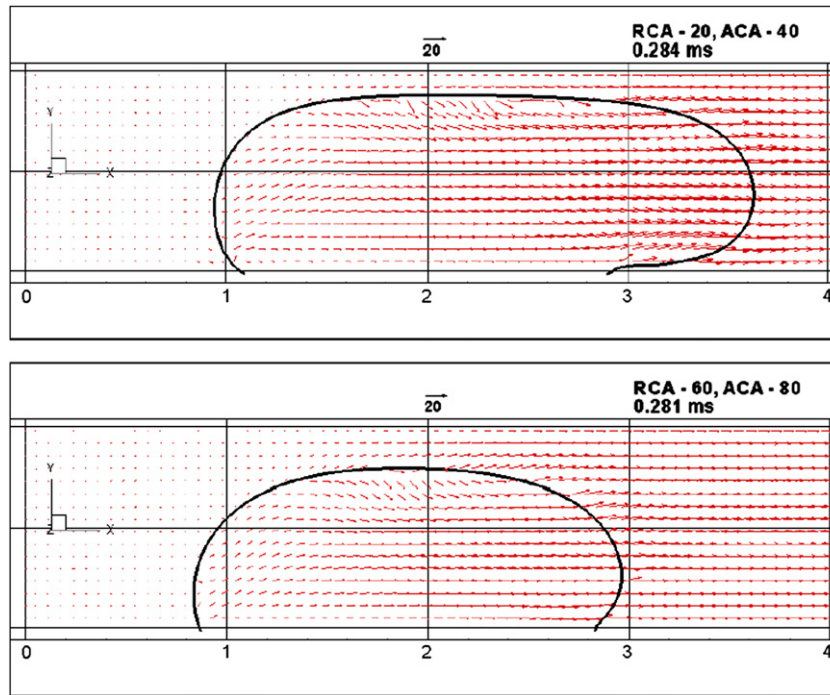 RCA - 20, ACA - 40
20
0.284 ms
Y
Z X
0 1 2 3 4
RCA - 60, ACA - 80
20
0.281 ms
Y
Z X
0 1 2 3 4